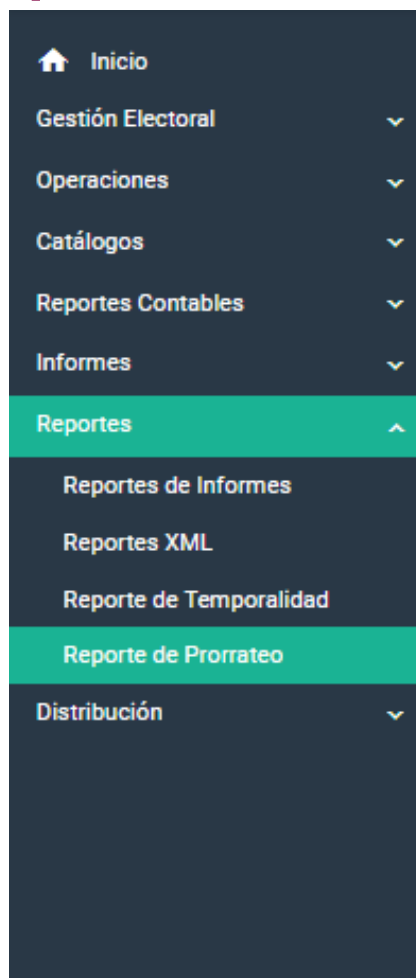 Inicio
Gestión Electoral
Operaciones
Catálogos
Reportes Contables
Informes
Reportes
Reportes de Informes
Reportes XML
Reporte de Temporalidad
Reporte de Prorrateo
Distribución